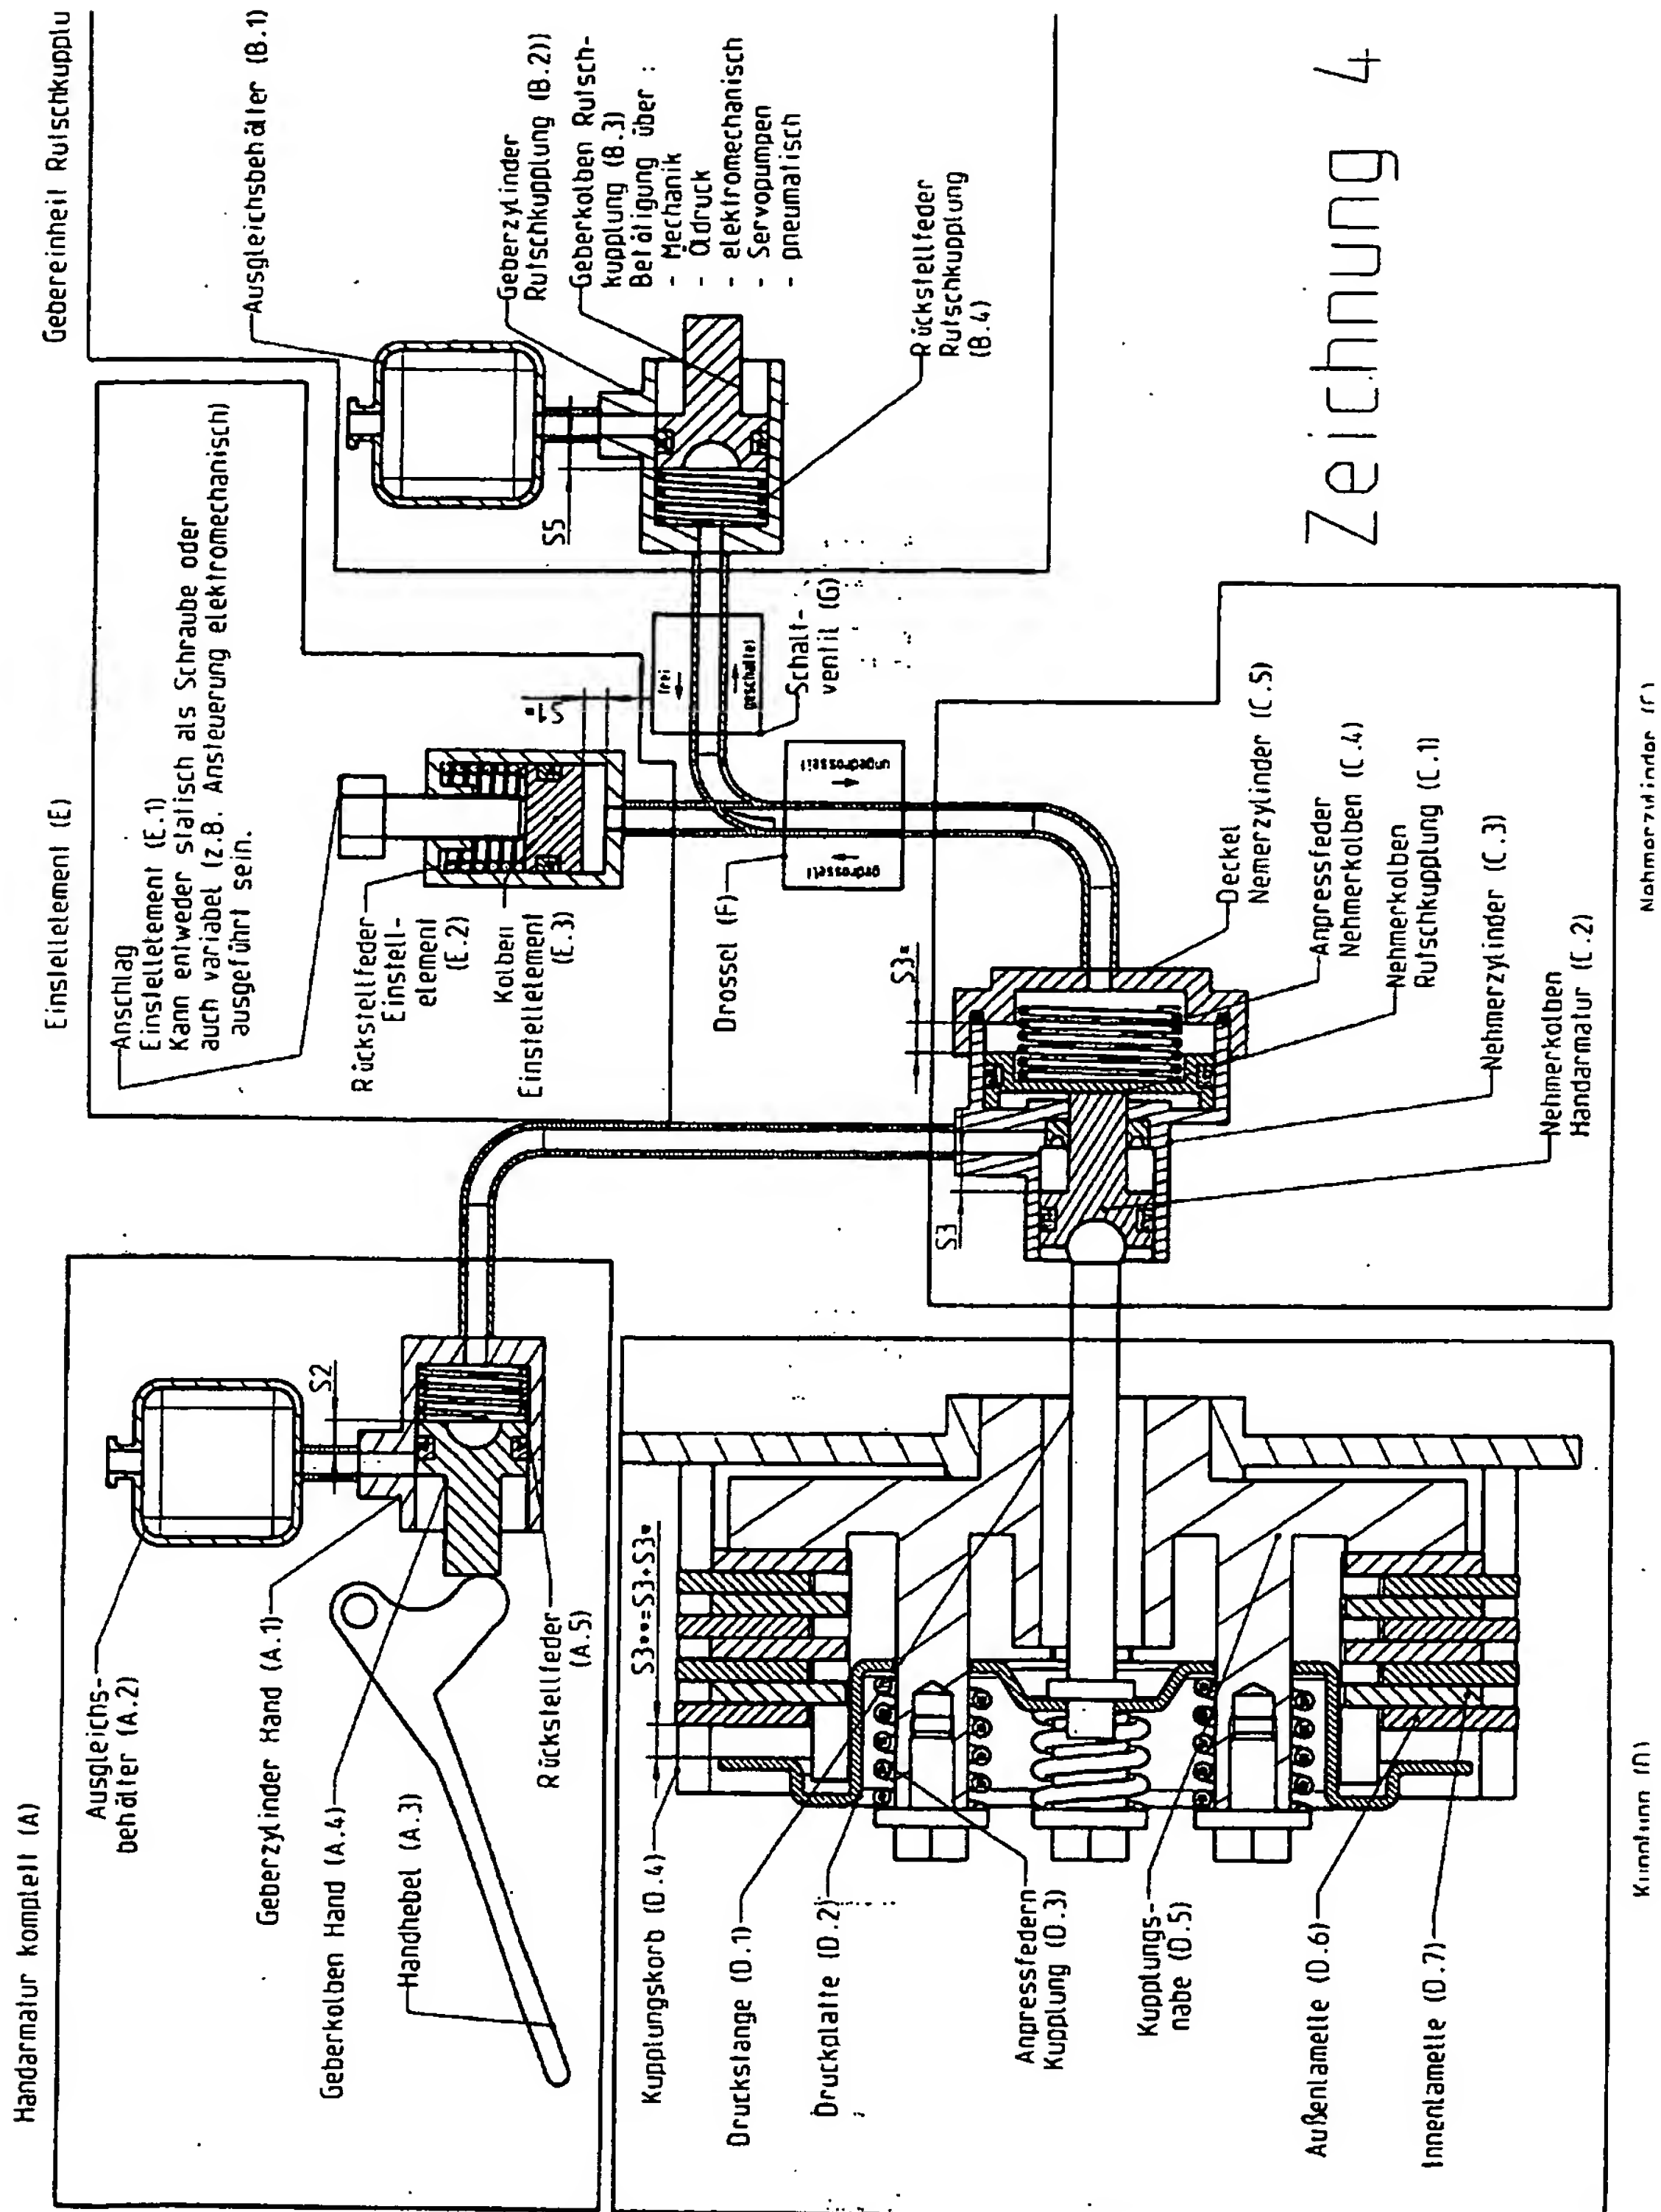 Handarmatur komplett (A)
Ausgleichs-
behälter (A.2)
S2
Geberzylinder Hand (A.1)
Geberkolben Hand (A.4)
Handhebel (A.3)
Rückstellfeder
(A.5)
Einstellelement (E)
Anschlag
Einstellelement (E.1)
Kann entweder statisch als Schraube oder
auch variabel (z.B. Ansteuerung elektromechanisch)
ausgeführt sein.
Rückstellfeder
Einstell-
element
(E.2)
Kolben
Einstellelement
(E.3)
S1*
Gebereinheit Rutschkupplu
Ausgleichsbehälter (B.1)
S5
Geberzylinder
Rutschkupplung (B.2))
Geberkolben Rutsch-
kupplung (B.3)
Betätigung über :
- Mechanik
- Öldruck
- elektromechanisch
- Servopumpen
- pneumatisch
Rückstellfeder
Rutschkupplung
(B.4)
frei
geschaltet
Schalt-
ventil (G)
Drossel (F)
gedrosselt
ungedrosselt
S3*
S3
Deckel
Nemerzylinder (C.5)
Anpressfeder
Nehmerkolben (C.4)
Nehmerkolben
Rutschkupplung (C.1)
Nehmerzylinder (C.3)
Nehmerkolben
Handarmatur (C.2)
Nehmerzylinder (C)
S3**=S3+S3*
Kupplungskorb (D.4)
Druckstange (D.1)
Druckplatte (D.2)
Anpressfedern
Kupplung (D.3)
Kupplungs-
nabe (D.5)
Außenlamelle (D.6)
Innenlamelle (D.7)
Kupplung (D)
Zeichnung 4